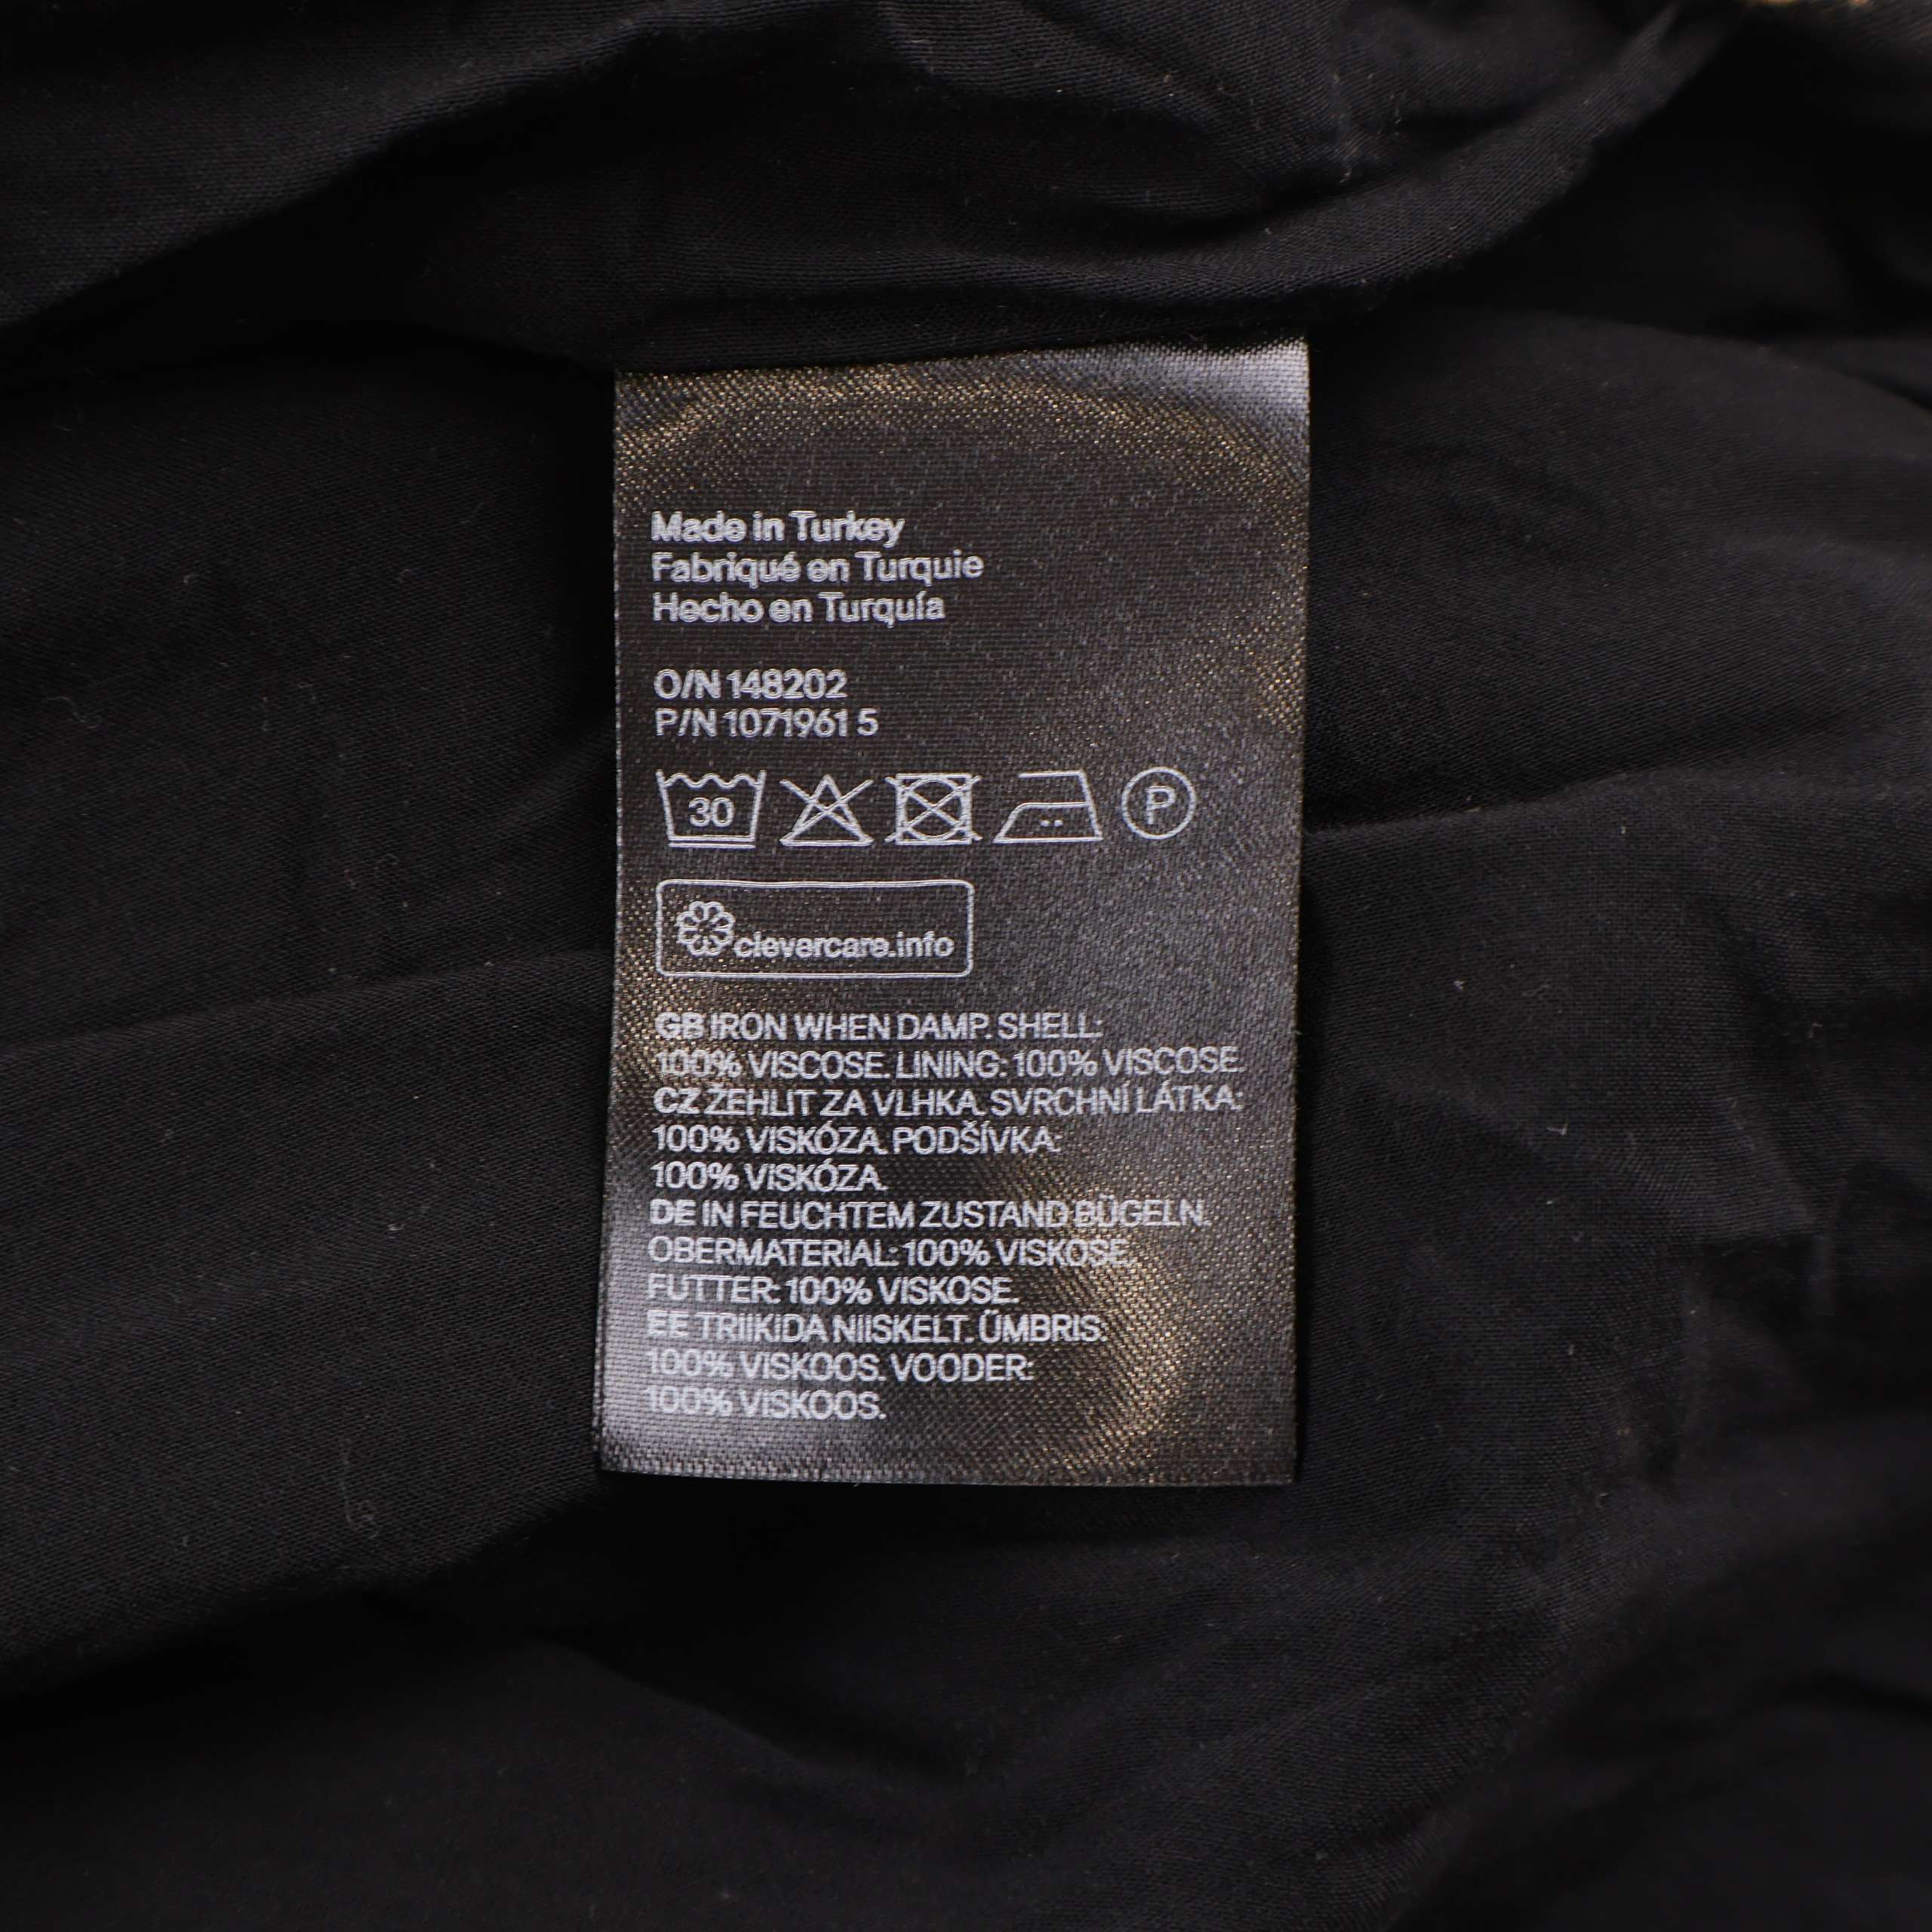 Made in Turkey
Fabriqué en Turquie
Hecho en Turquía
O/N 148202
P/N 1071961 5
30
P
clevercare.info
GB IRON WHEN DAMP. SHELL:
100% VISCOSE. LINING: 100% VISCOSE.
CZ ŽEHLIT ZA VLHKA. SVRCHNÍ LÁTKA:
100% VISKÓZA. PODŠÍVKA:
100% VISKÓZA.
DE IN FEUCHTEM ZUSTAND BÜGELN.
OBERMATERIAL: 100% VISKOSE.
FUTTER: 100% VISKOSE.
EE TRIIKIDA NIISKELT. ÜMBRIS:
100% VISKOOS. VOODER:
100% VISKOOS.